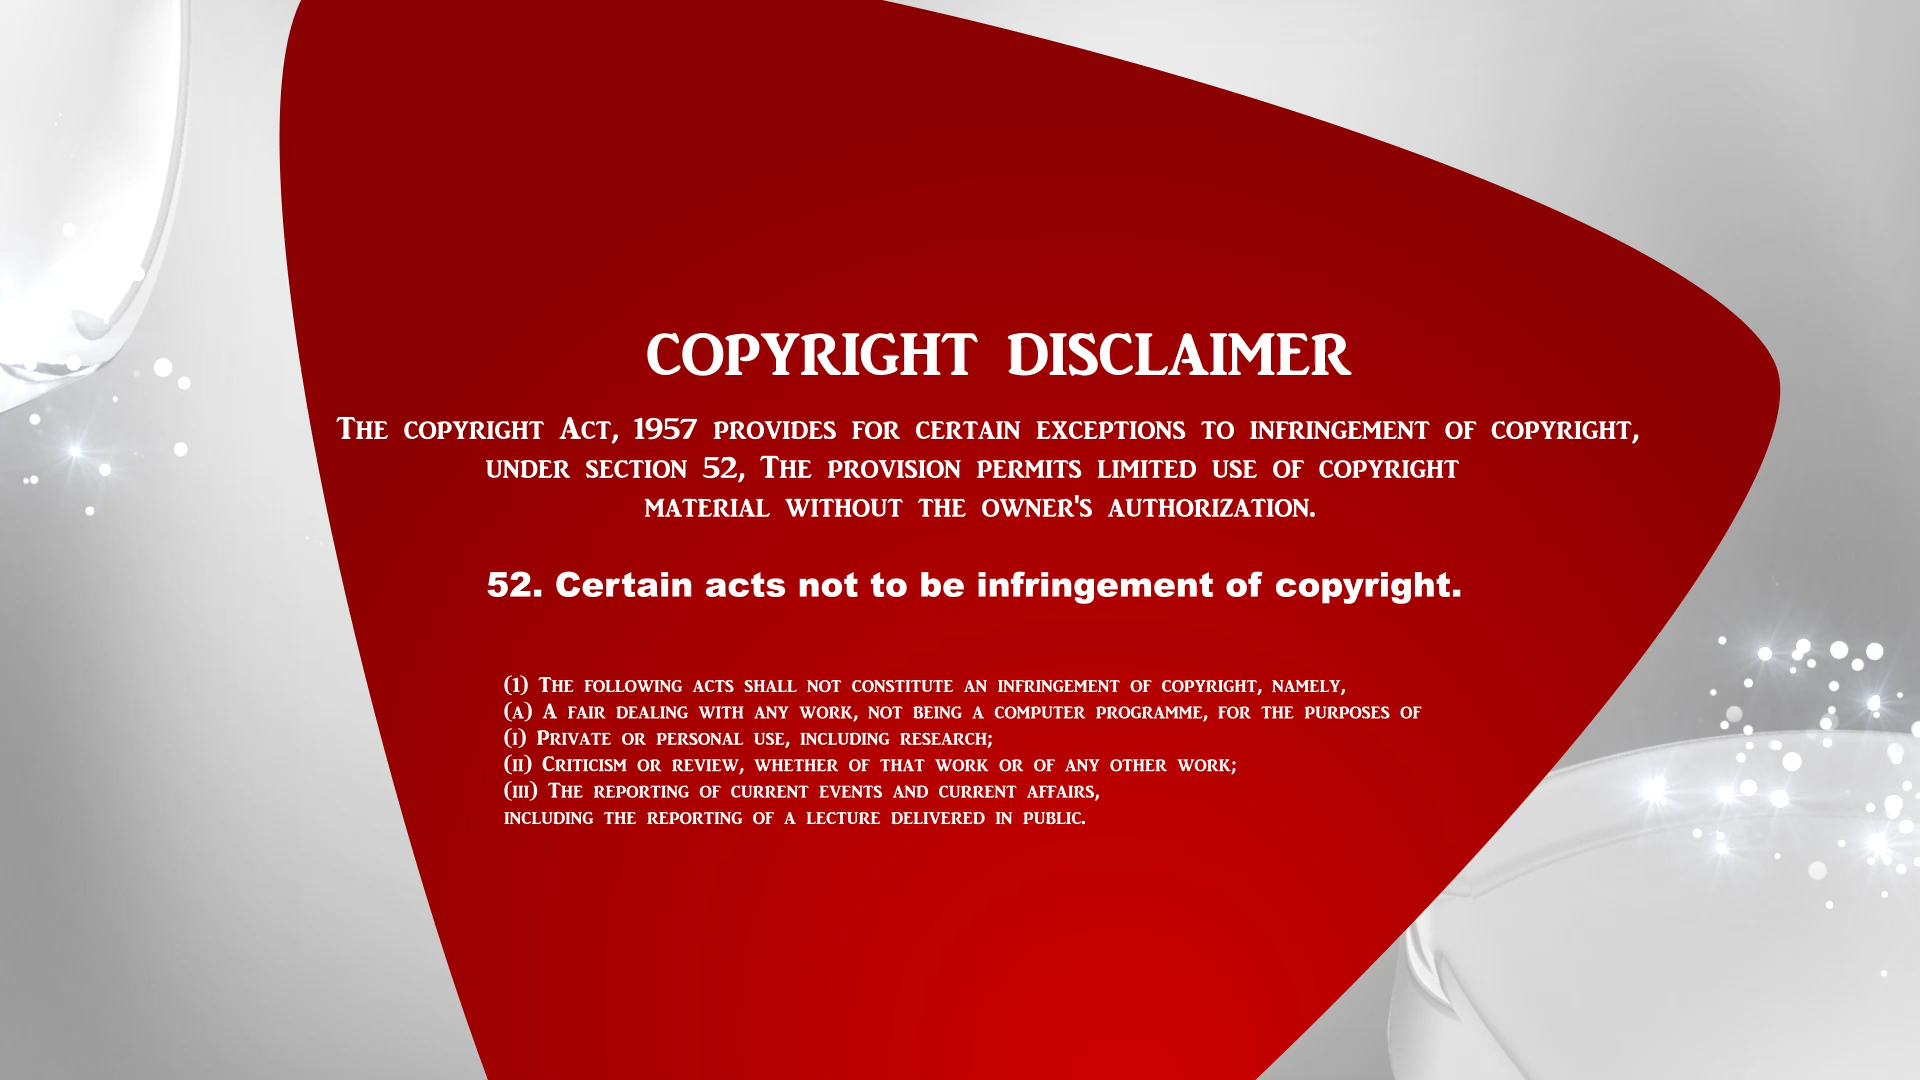 COPYRIGHT DISCLAIMER
The copyright Act, 1957 provides for certain exceptions to infringement of copyright,
under section 52, The provision permits limited use of copyright
material without the owner's authorization.
52. Certain acts not to be infringement of copyright.
(1) The following acts shall not constitute an infringement of copyright, namely,
(a) A fair dealing with any work, not being a computer programme, for the purposes of
(i) Private or personal use, including research;
(ii) Criticism or review, whether of that work or of any other work;
(iii) The reporting of current events and current affairs,
including the reporting of a lecture delivered in public.